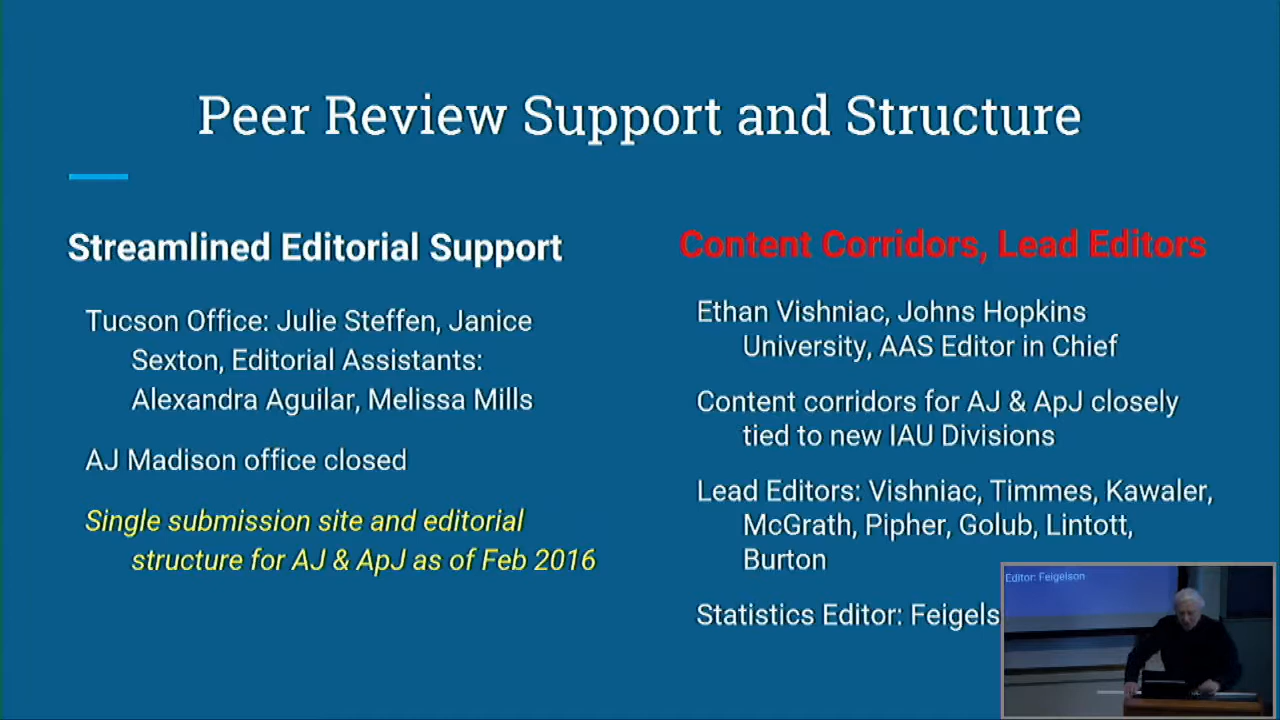 Peer Review Support and Structure
Streamlined Editorial Support
Tucson Office: Julie Steffen, Janice
Sexton, Editorial Assistants:
Alexandra Aguilar, Melissa Mills
AJ Madison office closed
Single submission site and editorial
structure for AJ & ApJ as of Feb 2016
Content Corridors, Lead Editors
Ethan Vishniac, Johns Hopkins
University, AAS Editor in Chief
Content corridors for AJ & ApJ closely
tied to new IAU Divisions
Lead Editors: Vishniac, Timmes, Kawaler,
McGrath, Pipher, Golub, Lintott,
Burton
Statistics Editor: Feigels
Editor: Feigelson